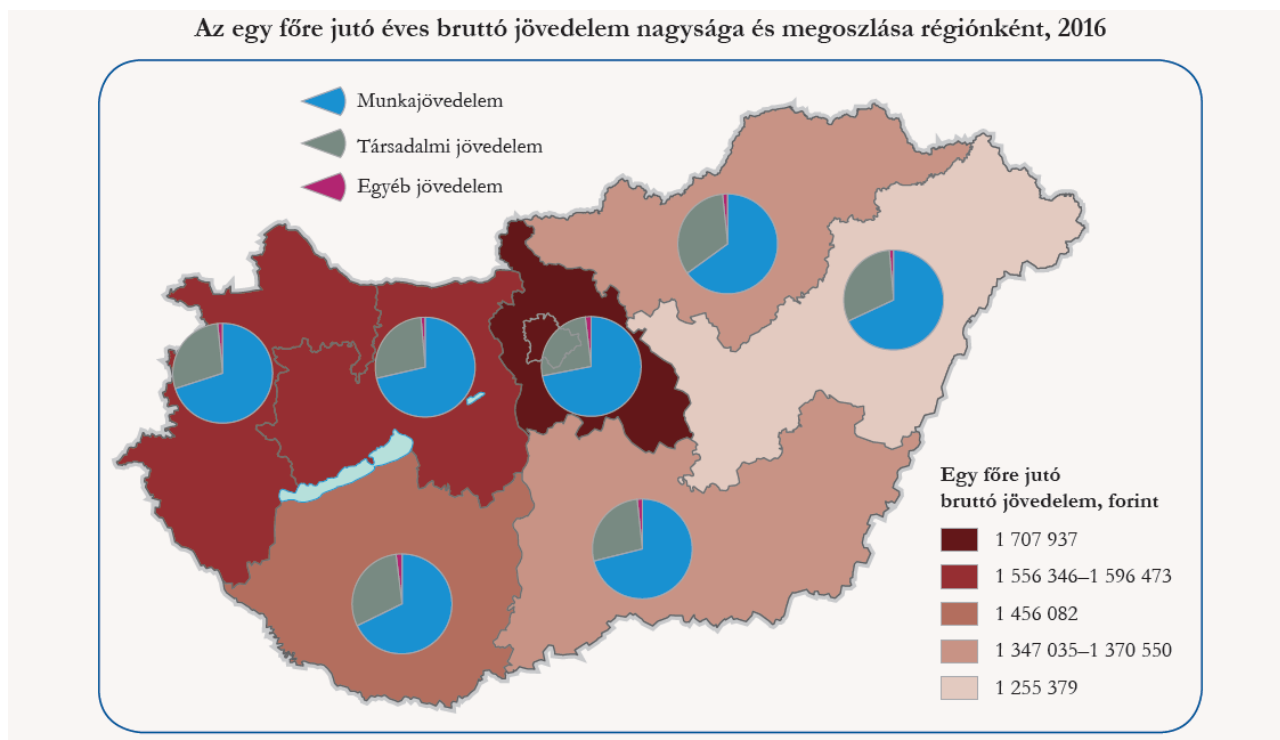 Az egy főre jutó éves bruttó jövedelem nagysága és megoszlása régiónként, 2016
Munkajövedelem
Társadalmi jövedelem
Egyéb jövedelem
Egy főre jutó
bruttó jövedelem, forint
1 707 937
1 556 346–1 596 473
1 456 082
1 347 035–1 370 550
1 255 379